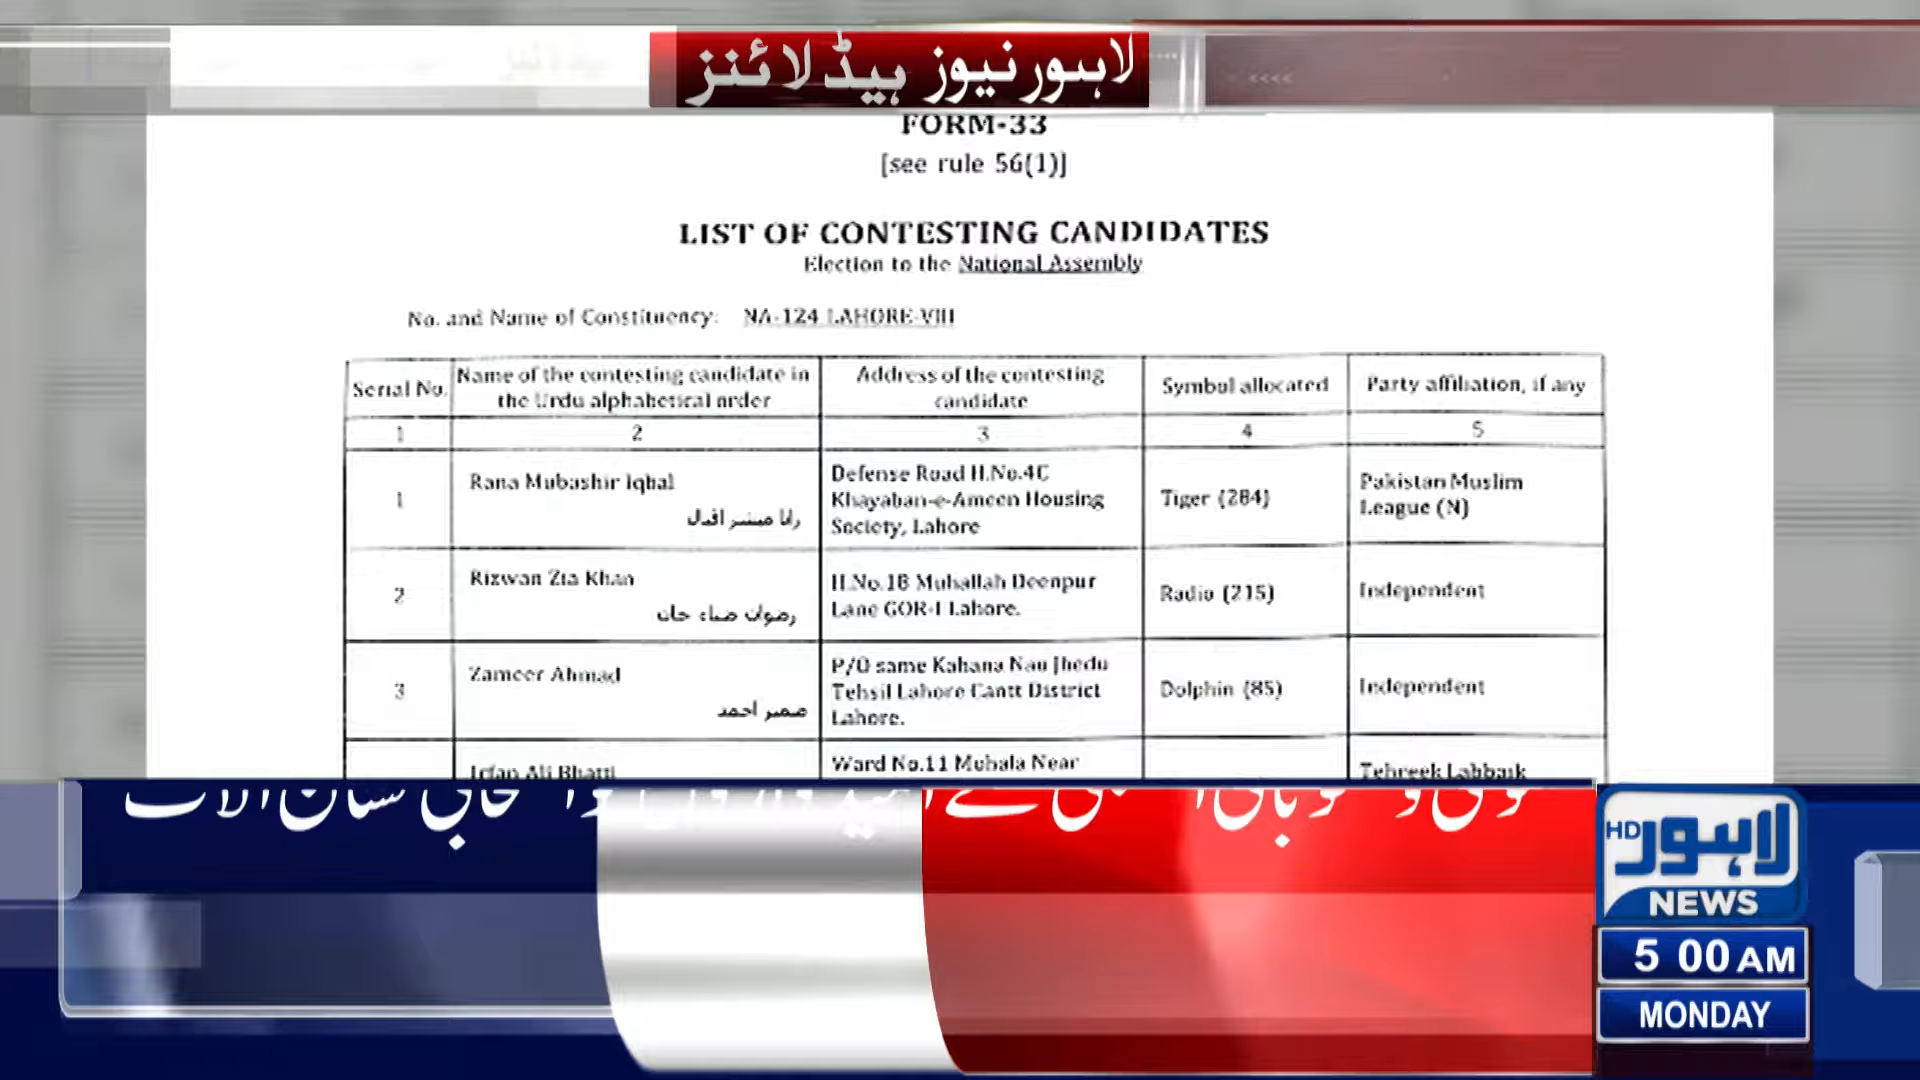 لاہور نیوز ہیڈ لائنز
FORM-33
[see rule 56(1)]
LIST OF CONTESTING CANDIDATES
Election to the National Assembly
No. and Name of Constituency: NA-124 LAHORE-VIII
Serial No. Name of the contesting candidate in the Urdu alphabetical order Address of the contesting candidate Symbol allocated Party affiliation, if any
1 2 3 4 5
1 Rana Mubashir Iqbal رانا مبشر اقبال Defense Road H.No.4C Khayaban-e-Ameen Housing Society, Lahore Tiger (284) Pakistan Muslim League (N)
2 Rizwan Zia Khan رضوان ضیاء خان H.No.18 Muhallah Deenpur Lane GOR-I Lahore. Radio (215) Independent
3 Zameer Ahmad ضمیر احمد P/O same Kahana Nau Jhedu Tehsil Lahore Cantt District Lahore. Dolphin (85) Independent
Irfan Ali Bhatti Ward No.11 Mohala Near Tehreek Labbaik
HD لاہور
NEWS
5 00 AM
MONDAY